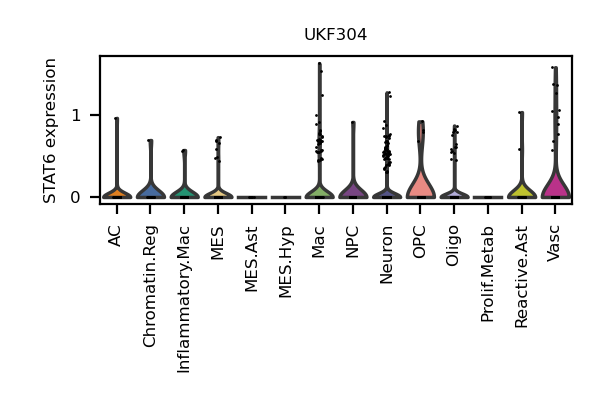 UKF304
STAT6 expression
1
0
AC
Chromatin.Reg
Inflammatory.Mac
MES
MES.Ast
MES.Hyp
Mac
NPC
Neuron
OPC
Oligo
Prolif.Metab
Reactive.Ast
Vasc